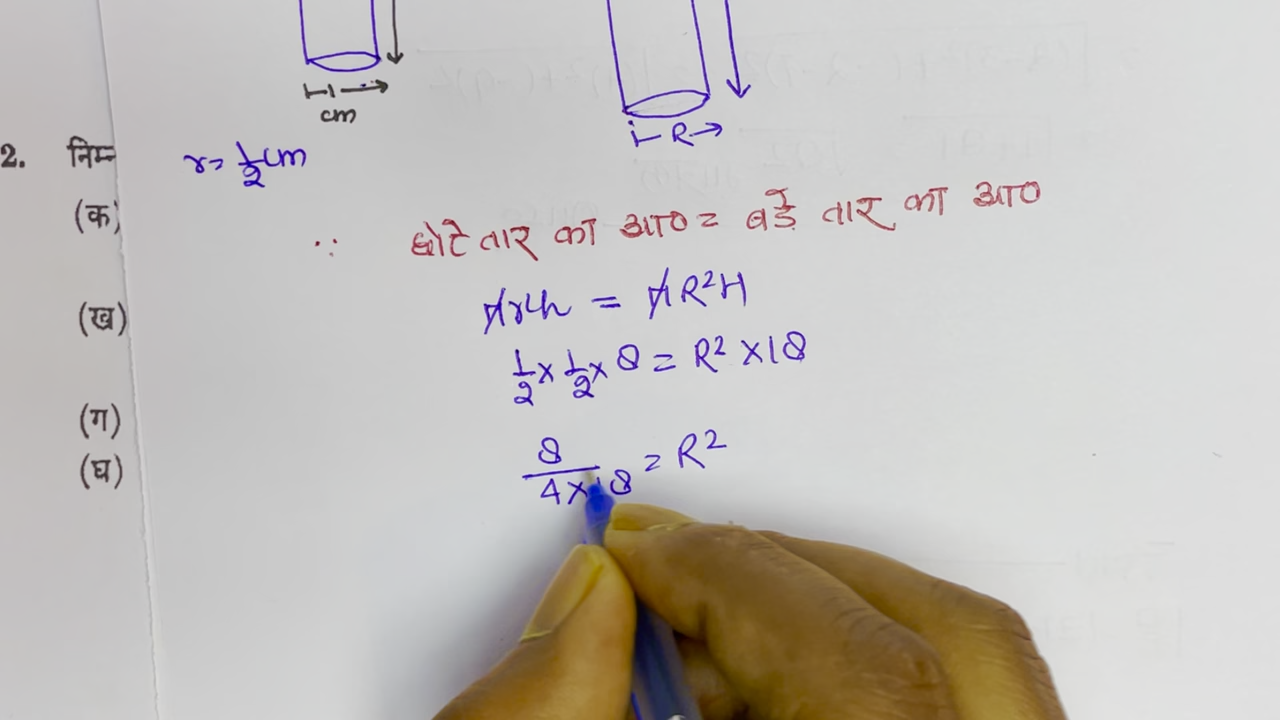 1
cm
R
2. निम्न
r = 1/2 cm
(क)
∴ छोटे तार का आ० = बड़े तार का आ०
πr²h = πR²H
(ख)
1/2 × 1/2 × 8 = R² × 18
(ग)
8/4×18 = R²
(घ)